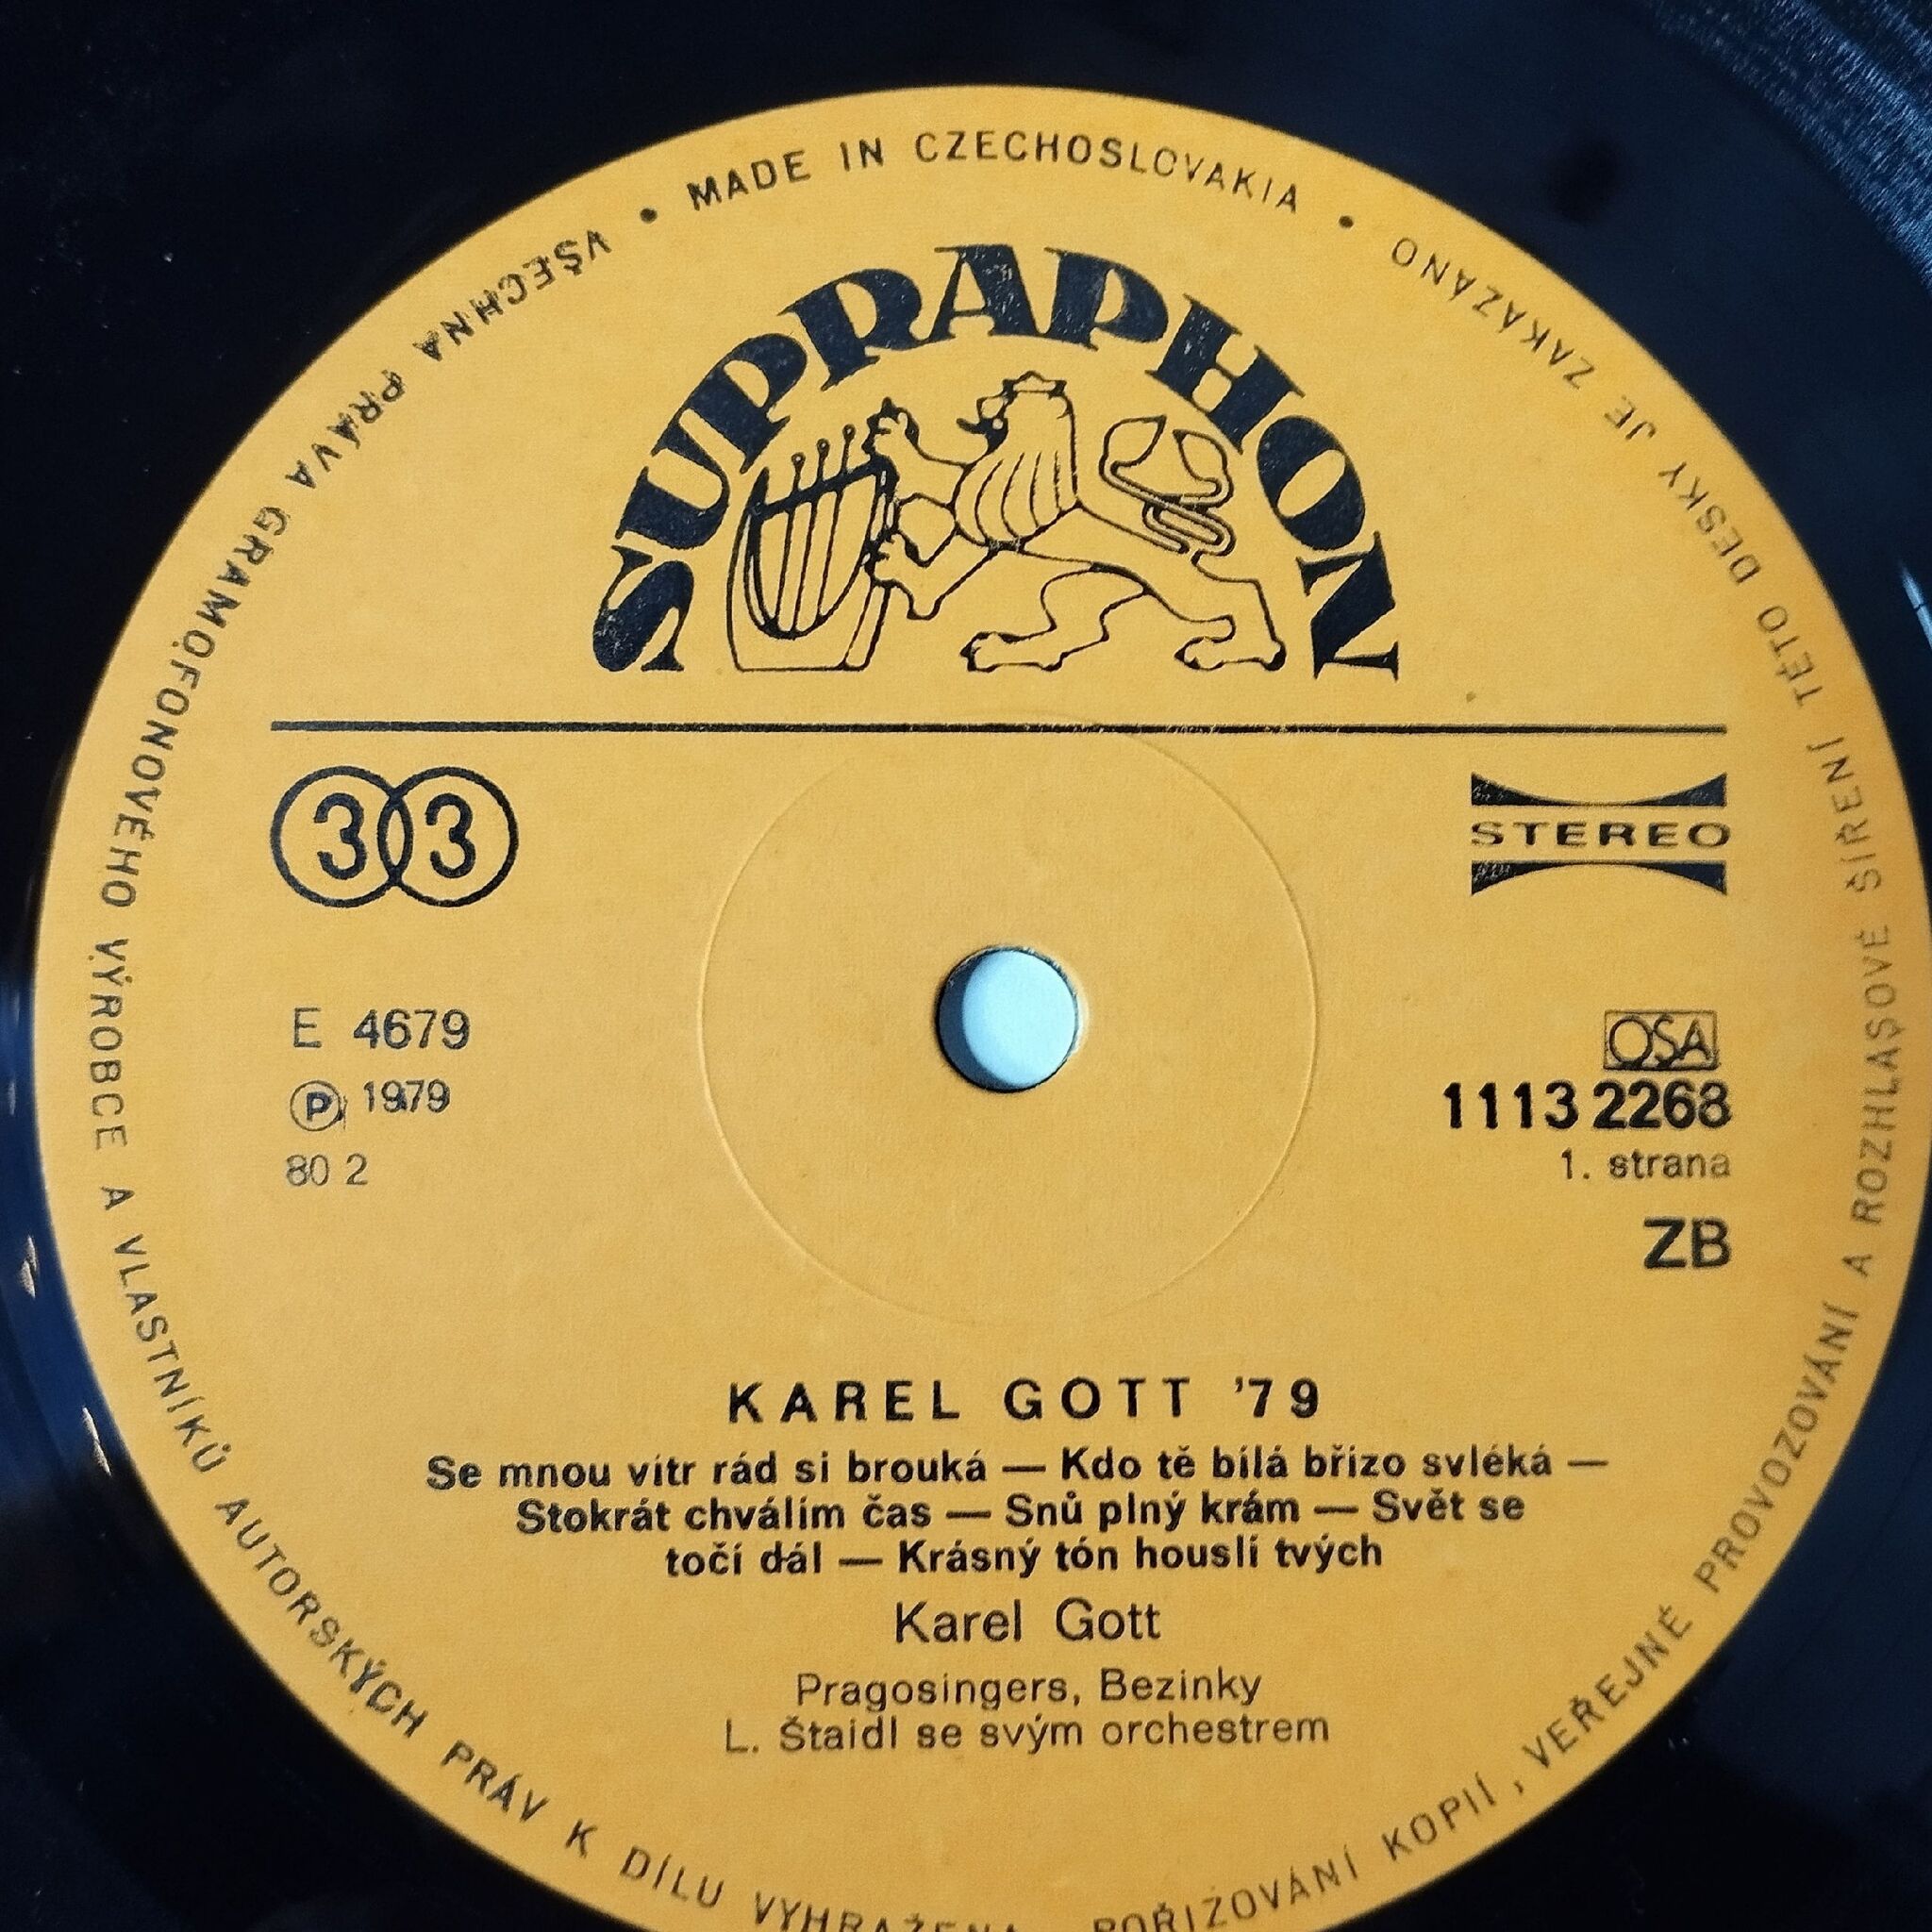 MADE IN CZECHOSLOVAKIA •
SUPRAPHON
33
STEREO
E 4679
OSA
Ⓟ 1979
1113 2268
80 2
1. strana
ZB
KAREL GOTT '79
Se mnou vítr rád si brouká — Kdo tě bílá břízo svléká —
Stokrát chválím čas — Snů plný krám — Svět se
točí dál — Krásný tón houslí tvých
Karel Gott
Pragosingers, Bezinky
L. Štaidl se svým orchestrem
VŠECHNA PRÁVA GRAMOFONOVÉHO VÝROBCE A VLASTNÍKŮ AUTORSKÝCH PRÁV K DÍLU VYHRAŽENA. POŘIZOVÁNÍ KOPIÍ, VEŘEJNÉ PROVOZOVÁNÍ A ROZHLASOVÉ ŠÍŘENÍ TÉTO DESKY JE ZAKÁZÁNO •